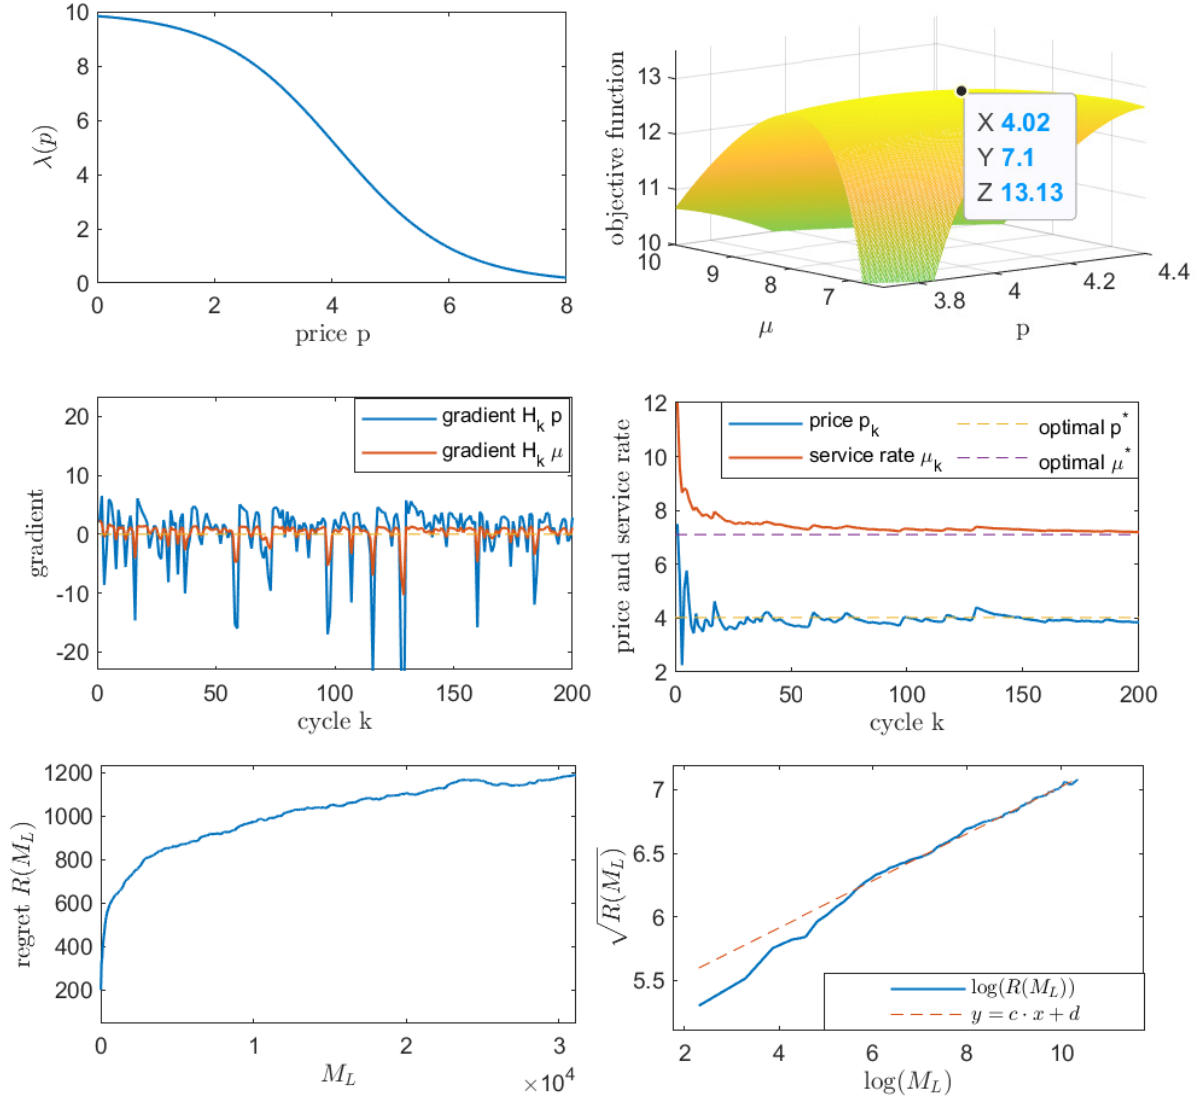 10
8
6
4
2
0
λ(p)
0 2 4 6 8
price p
13
12
11
10
objective function
X 4.02
Y 7.1
Z 13.13
10 9 8 7
μ
3.8 4 4.2 4.4
p
20
10
0
-10
-20
gradient
gradient H_k p
gradient H_k μ
0 50 100 150 200
cycle k
12
10
8
6
4
2
price and service rate
price p_k
service rate μ_k
optimal p^*
optimal μ^*
0 50 100 150 200
cycle k
1200
1000
800
600
400
200
regret R(M_L)
0 1 2 3
×10^4
M_L
7
6.5
6
5.5
√R(M_L)
log(R(M_L))
y = c · x + d
2 4 6 8 10
log(M_L)